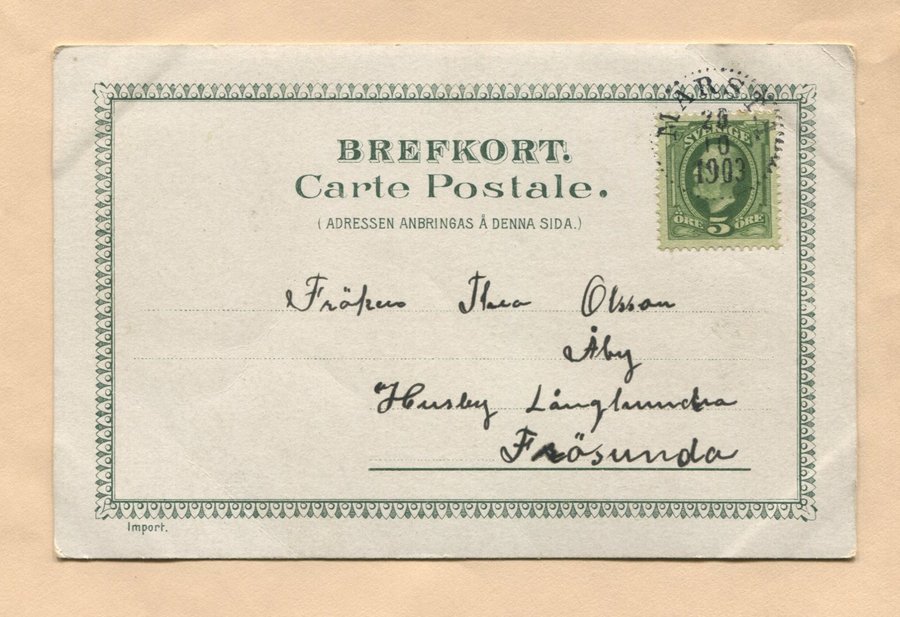 BREFKORT.
Carte Postale.
( ADRESSEN ANBRINGAS Å DENNA SIDA.)
MÄRSTA
10
1903
SVERIGE
ÖRE 5 ÖRE
Fröken Thea Olsson
Åby
Husby Långhundra
Frösunda
Import.